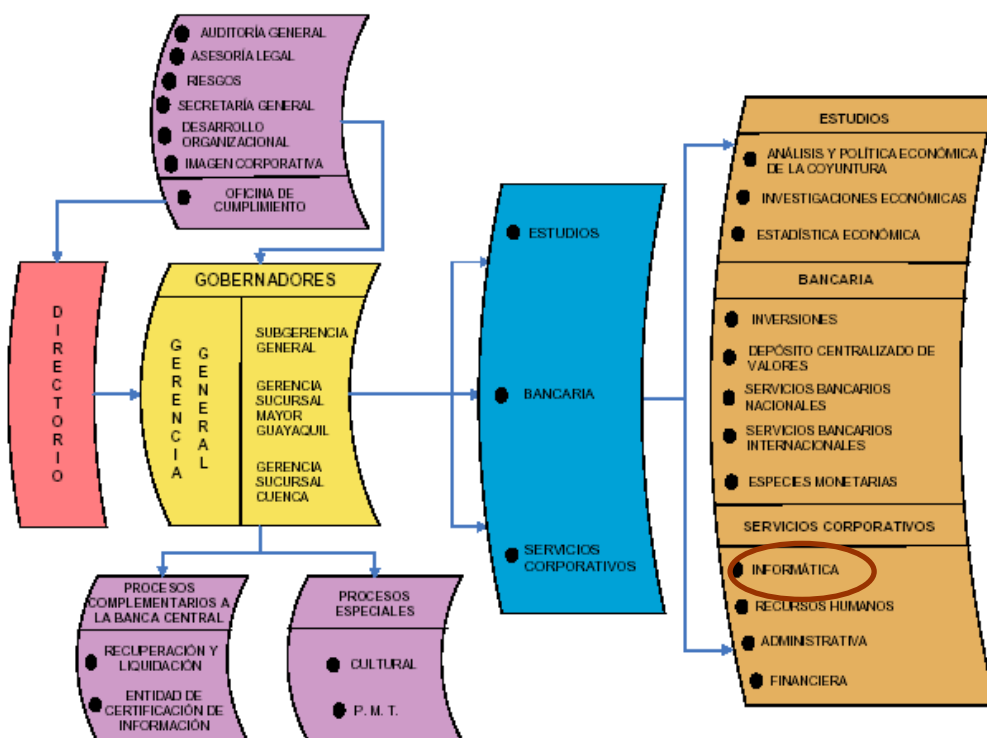 AUDITORÍA GENERAL
ASESORÍA LEGAL
RIESGOS
SECRETARÍA GENERAL
DESARROLLO
ORGANIZACIONAL
IMAGEN CORPORATIVA
OFICINA DE
CUMPLIMIENTO
DIRECTORIO
GOBERNADORES
GERENCIA
GENERAL
SUBGERENCIA
GENERAL
GERENCIA
SUCURSAL
MAYOR
GUAYAQUIL
GERENCIA
SUCURSAL
CUENCA
PROCESOS
COMPLEMENTARIOS A
LA BANCA CENTRAL
RECUPERACIÓN Y
LIQUIDACIÓN
ENTIDAD DE
CERTIFICACIÓN DE
INFORMACIÓN
PROCESOS
ESPECIALES
CULTURAL
P. M. T.
ESTUDIOS
BANCARIA
SERVICIOS
CORPORATIVOS
ESTUDIOS
ANÁLISIS Y POLÍTICA ECONÓMICA
DE LA COYUNTURA
INVESTIGACIONES ECONÓMICAS
ESTADÍSTICA ECONÓMICA
BANCARIA
INVERSIONES
DEPÓSITO CENTRALIZADO DE
VALORES
SERVICIOS BANCARIOS
NACIONALES
SERVICIOS BANCARIOS
INTERNACIONALES
ESPECIES MONETARIAS
SERVICIOS CORPORATIVOS
INFORMÁTICA
RECURSOS HUMANOS
ADMINISTRATIVA
FINANCIERA